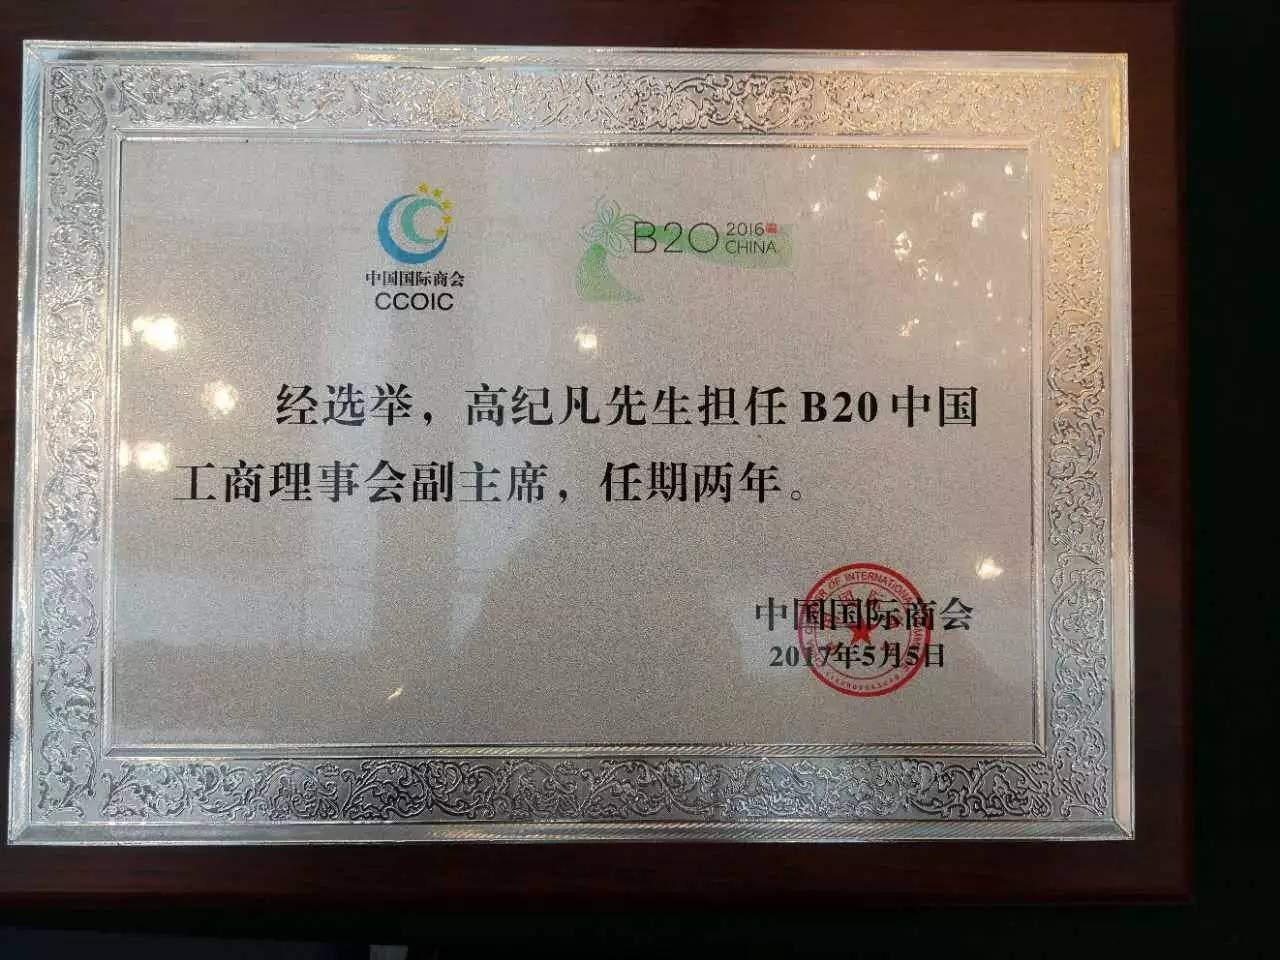 中国国际商会
CCOIC
B20 2016 CHINA
经选举，高纪凡先生担任B20中国
工商理事会副主席，任期两年。
中国国际商会
2017年5月5日